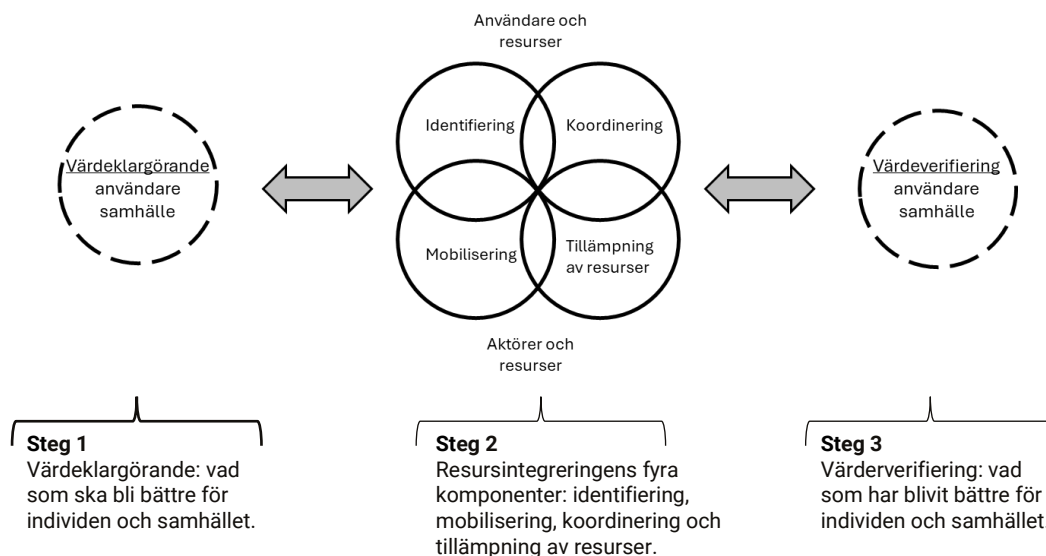 Användare och
resurser
Identifiering
Koordinering
Värdeklargörande
användare
samhälle
Värdeverifiering
användare
samhälle
Mobilisering
Tillämpning
av resurser
Aktörer och
resurser
Steg 1
Värdeklargörande: vad
som ska bli bättre för
individen och samhället.
Steg 2
Resursintegreringens fyra
komponenter: identifiering,
mobilisering, koordinering och
tillämpning av resurser.
Steg 3
Värderverifiering: vad
som har blivit bättre för
individen och samhället.